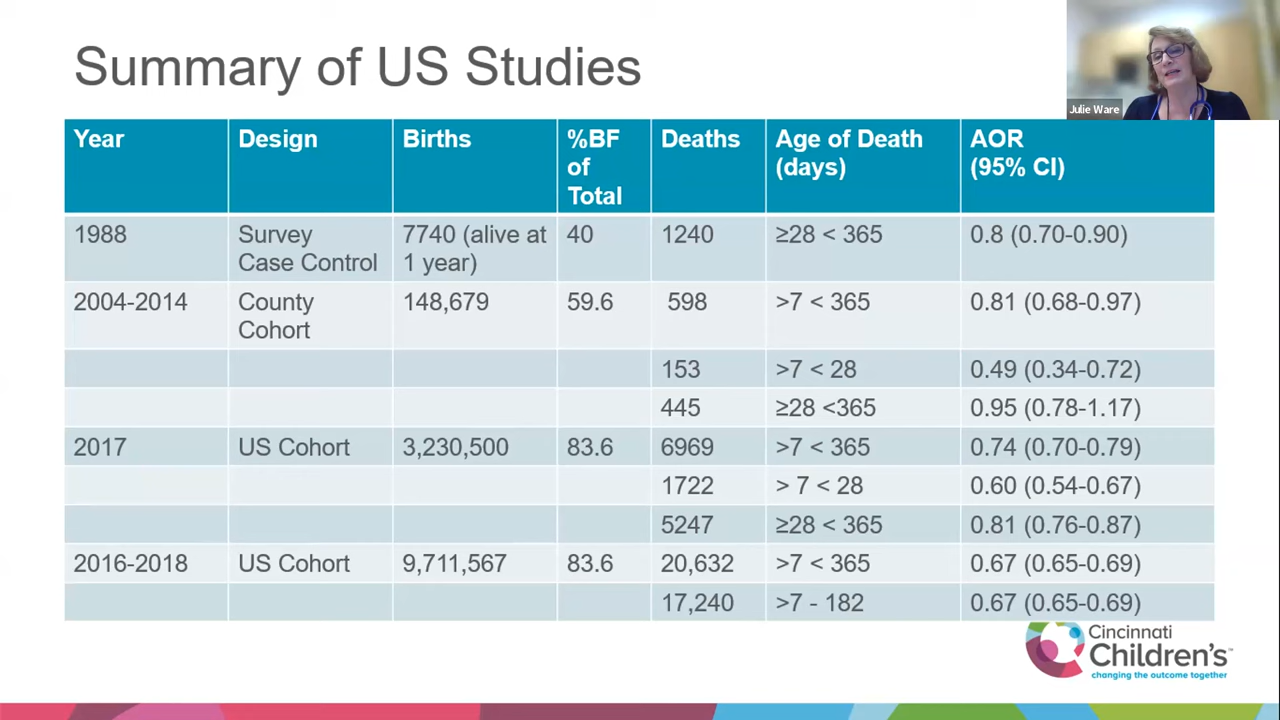 Summary of US Studies
Julie Ware
Year Design Births %BF of Total Deaths Age of Death (days) AOR (95% CI)
1988 Survey Case Control 7740 (alive at 1 year) 40 1240 ≥28 < 365 0.8 (0.70-0.90)
2004-2014 County Cohort 148,679 59.6 598 >7 < 365 0.81 (0.68-0.97)
153 >7 < 28 0.49 (0.34-0.72)
445 ≥28 <365 0.95 (0.78-1.17)
2017 US Cohort 3,230,500 83.6 6969 >7 < 365 0.74 (0.70-0.79)
1722 > 7 < 28 0.60 (0.54-0.67)
5247 ≥28 < 365 0.81 (0.76-0.87)
2016-2018 US Cohort 9,711,567 83.6 20,632 >7 < 365 0.67 (0.65-0.69)
17,240 >7 - 182 0.67 (0.65-0.69)
Cincinnati
Children's™
changing the outcome together